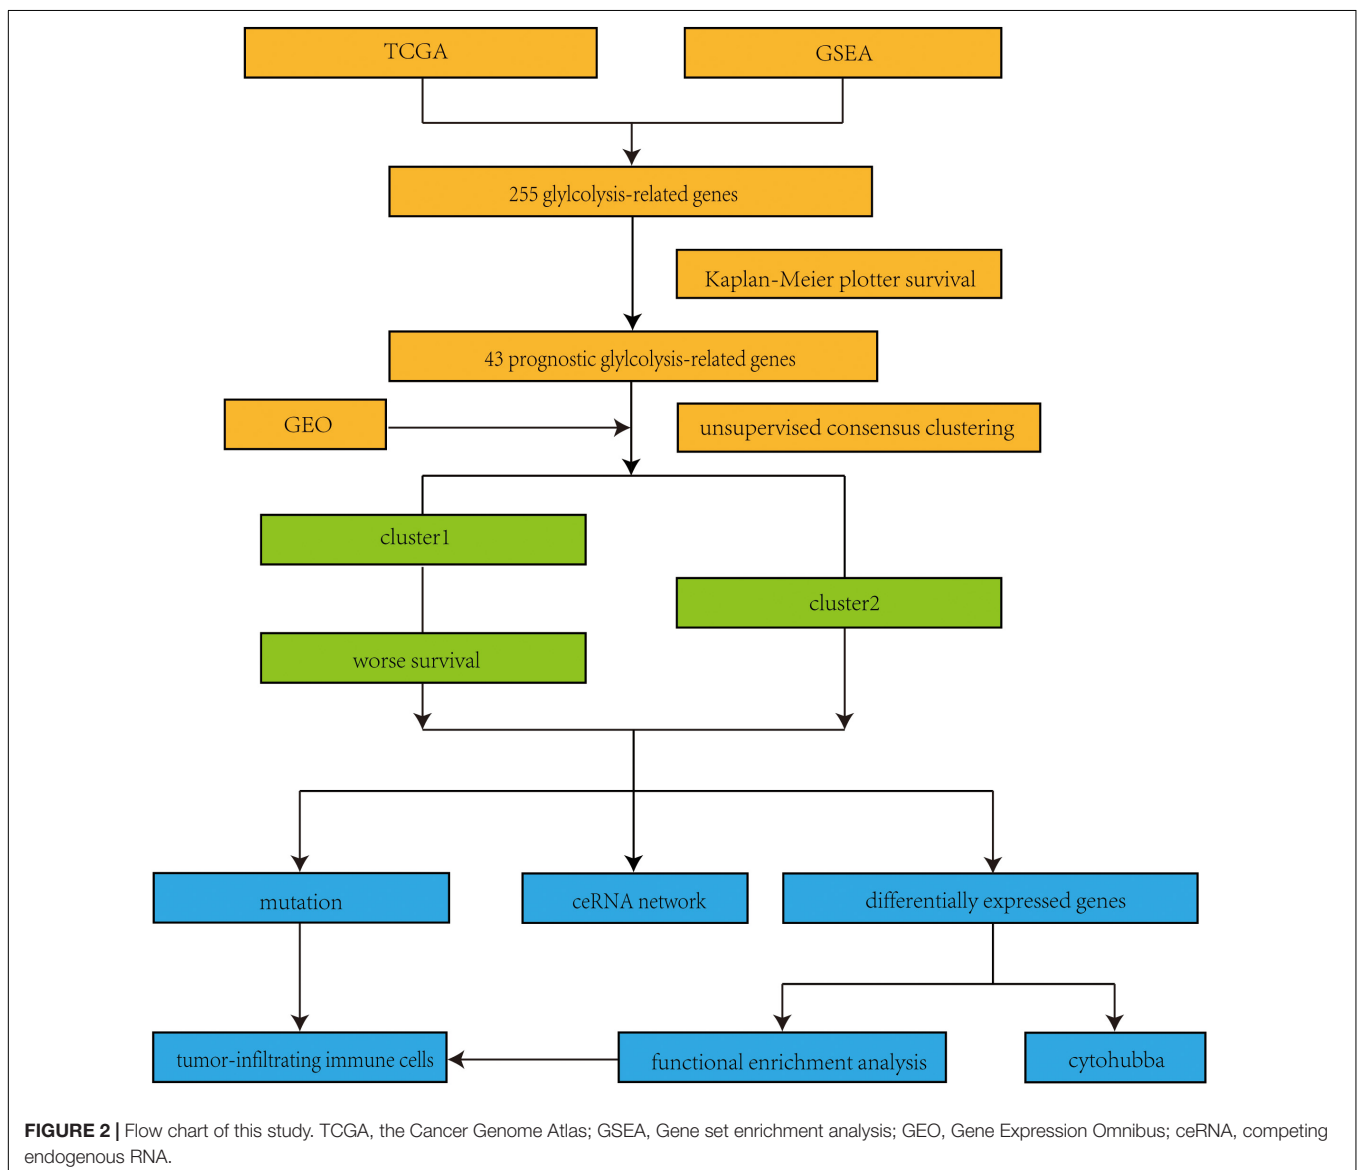 TCGA
GSEA
255 glylcolysis-related genes
Kaplan-Meier plotter survival
43 prognostic glylcolysis-related genes
GEO
unsupervised consensus clustering
cluster1
cluster2
worse survival
mutation
ceRNA network
differentially expressed genes
tumor-infiltrating immune cells
functional enrichment analysis
cytohubba
FIGURE 2 | Flow chart of this study. TCGA, the Cancer Genome Atlas; GSEA, Gene set enrichment analysis; GEO, Gene Expression Omnibus; ceRNA, competing
endogenous RNA.